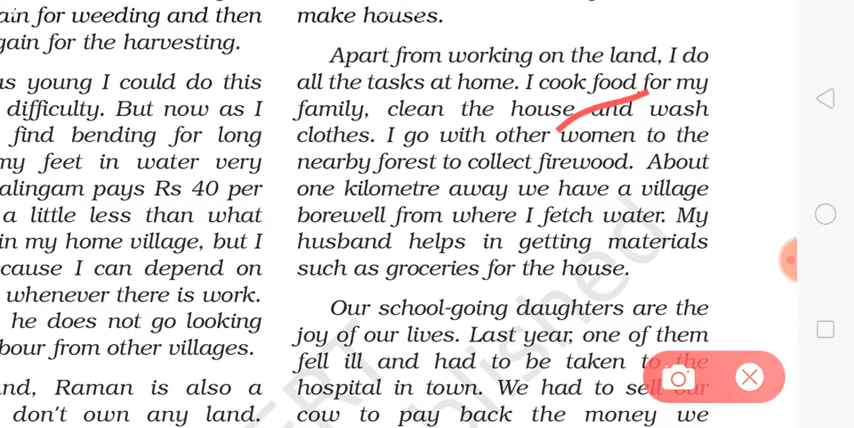 ain for weeding and then
gain for the harvesting.
as young I could do this
difficulty. But now as I
find bending for long
my feet in water very
alingam pays Rs 40 per
a little less than what
in my home village, but I
cause I can depend on
whenever there is work.
he does not go looking
bour from other villages.
nd, Raman is also a
don't own any land.
make houses.
Apart from working on the land, I do
all the tasks at home. I cook food for my
family, clean the house and wash
clothes. I go with other women to the
nearby forest to collect firewood. About
one kilometre away we have a village
borewell from where I fetch water. My
husband helps in getting materials
such as groceries for the house.
Our school-going daughters are the
joy of our lives. Last year, one of them
fell ill and had to be taken to the
hospital in town. We had to sell our
cow to pay back the money we